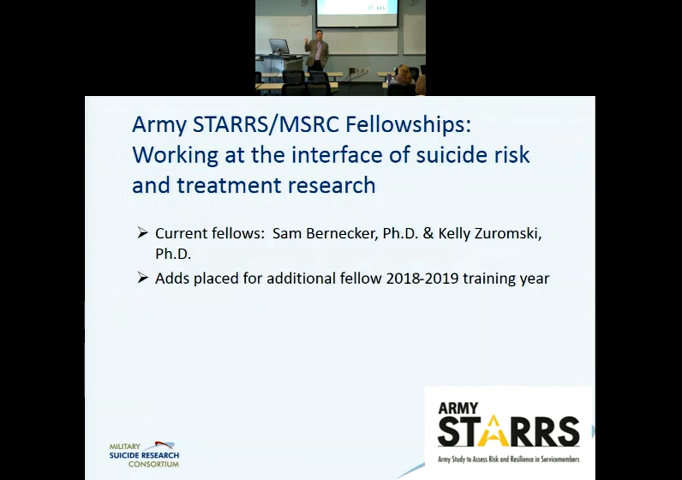 Army STARRS/MSRC Fellowships:
Working at the interface of suicide risk
and treatment research
➢ Current fellows:  Sam Bernecker, Ph.D. & Kelly Zuromski,
Ph.D.
➢ Adds placed for additional fellow 2018-2019 training year
ARMY
STARRS
Army Study to Assess Risk and Resilience in Servicemembers
MILITARY
SUICIDE RESEARCH
CONSORTIUM